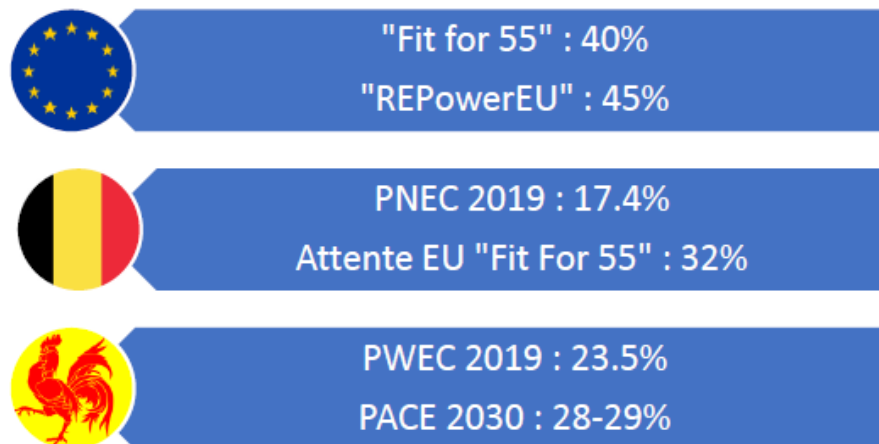 "Fit for 55" : 40%
"REPowerEU" : 45%
PNEC 2019 : 17.4%
Attente EU "Fit For 55" : 32%
PWEC 2019 : 23.5%
PACE 2030 : 28-29%